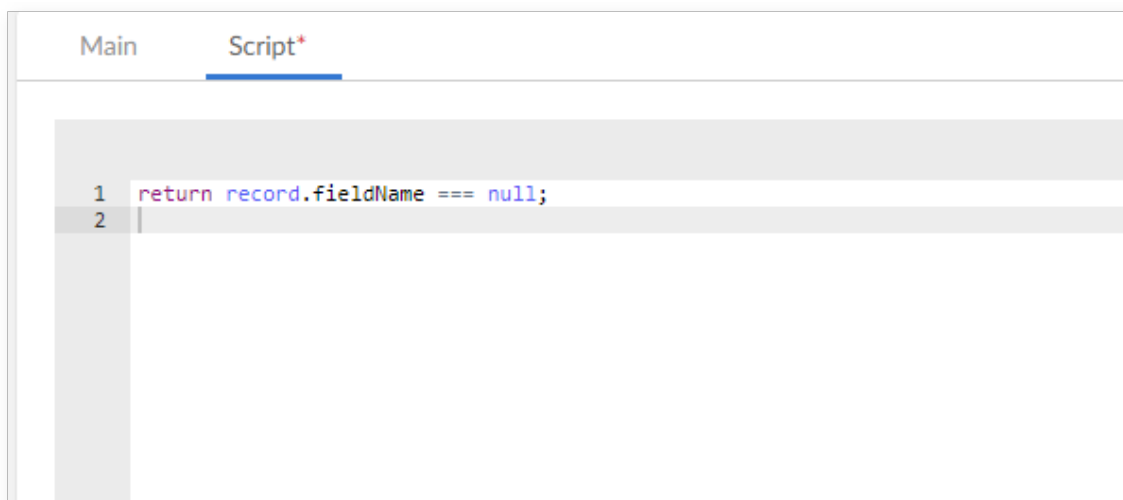 Main Script*
1 return record.fieldName === null;
2